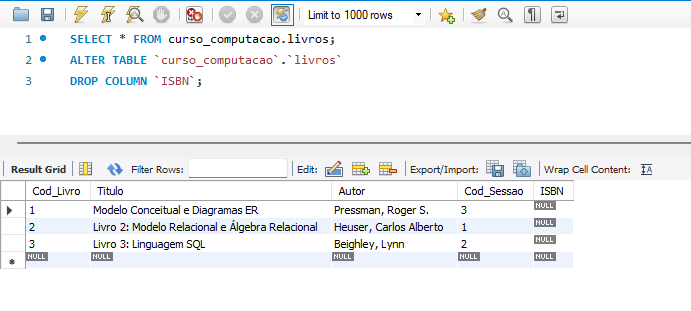 Limit to 1000 rows
1 SELECT * FROM curso_computacao.livros;
2 ALTER TABLE `curso_computacao`.`livros`
3 DROP COLUMN `ISBN`;
Result Grid Filter Rows: Edit: Export/Import: Wrap Cell Content:
Cod_Livro Titulo Autor Cod_Sessao ISBN
1 Modelo Conceitual e Diagramas ER Pressman, Roger S. 3 NULL
2 Livro 2: Modelo Relacional e Álgebra Relacional Heuser, Carlos Alberto 1 NULL
3 Livro 3: Linguagem SQL Beighley, Lynn 2 NULL
NULL NULL NULL NULL NULL